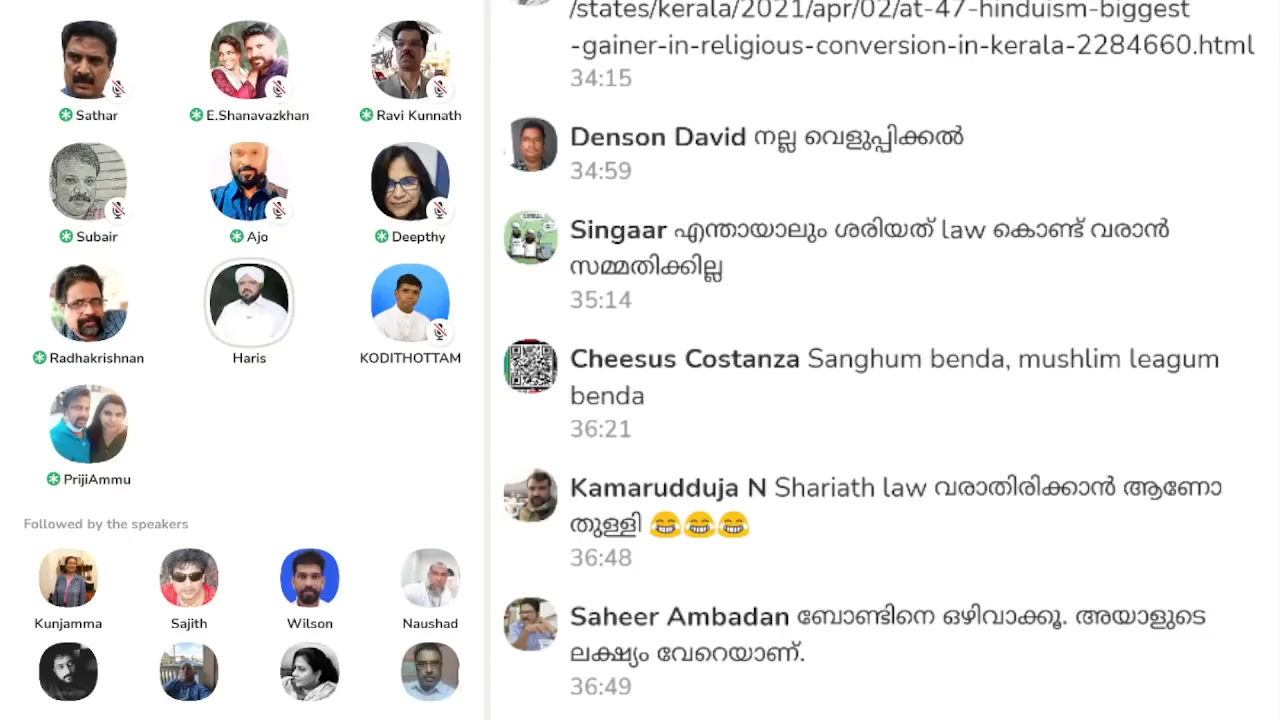 Sathar
E.Shanavazkhan
Ravi Kunnath
Subair
Ajo
Deepthy
Radhakrishnan
Haris
KODITHOTTAM
PrijiAmmu
Followed by the speakers
Kunjamma
Sajith
Wilson
Naushad
/states/kerala/2021/apr/02/at-47-hinduism-biggest
-gainer-in-religious-conversion-in-kerala-2284660.html
34:15
Denson David നല്ല വെളുപ്പിക്കൽ
34:59
Singaar എന്തായാലും ശരിയത് law കൊണ്ട് വരാൻ
സമ്മതിക്കില്ല
35:14
Cheesus Costanza Sanghum benda, mushlim leagum
benda
36:21
Kamarudduja N Shariath law വരാതിരിക്കാൻ ആണോ
തുള്ളി 😂😂😂
36:48
Saheer Ambadan ബോണ്ടിനെ ഒഴിവാക്കൂ. അയാളുടെ
ലക്ഷ്യം വേറെയാണ്.
36:49